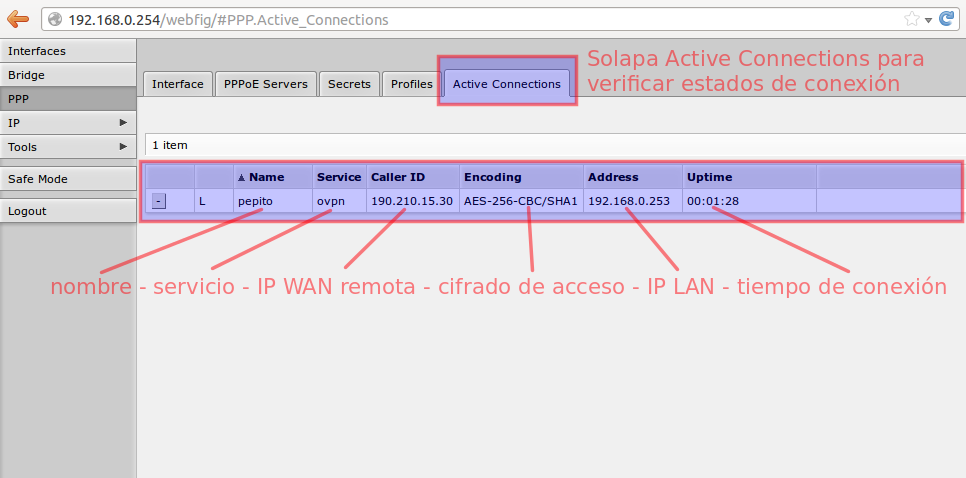 192.168.0.254/webfig/#PPP.Active_Connections
Interfaces
Bridge
PPP
IP
Tools
Safe Mode
Logout
Interface PPPoE Servers Secrets Profiles Active Connections
Solapa Active Connections para
verificar estados de conexión
1 item
Name Service Caller ID Encoding Address Uptime
- L pepito ovpn 190.210.15.30 AES-256-CBC/SHA1 192.168.0.253 00:01:28
nombre - servicio - IP WAN remota - cifrado de acceso - IP LAN - tiempo de conexión